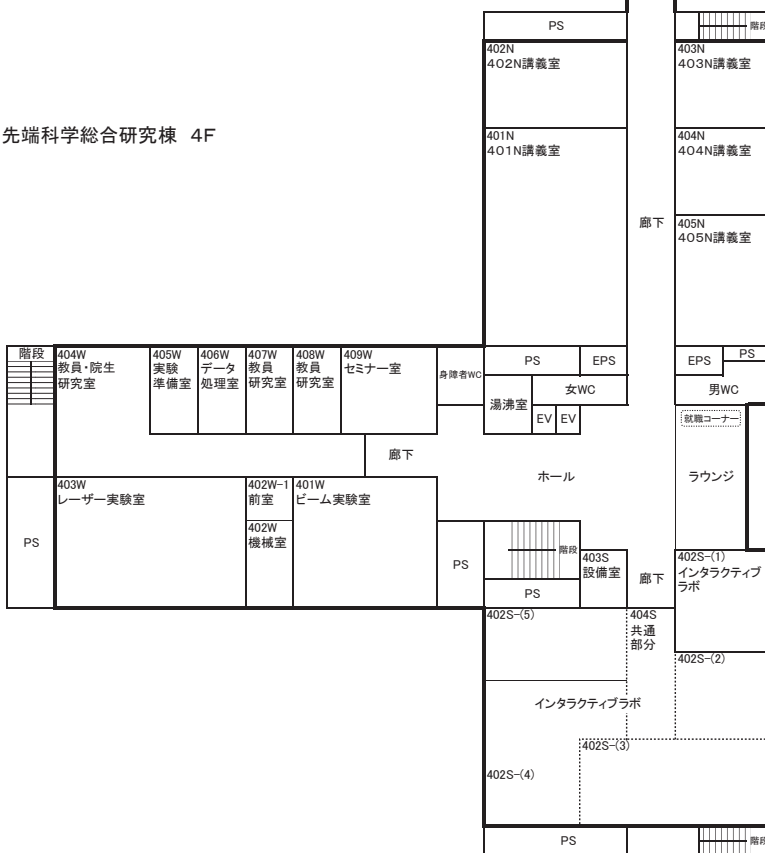 PS
階段
402N
402N講義室
403N
403N講義室
先端科学総合研究棟 4F
401N
401N講義室
404N
404N講義室
廊下
405N
405N講義室
階段
404W
教員・院生
研究室
405W
実験
準備室
406W
データ
処理室
407W
教員
研究室
408W
教員
研究室
409W
セミナー室
身障者WC
PS
EPS
EPS
PS
湯沸室
女WC
男WC
EV
EV
就職コーナー
廊下
ホール
ラウンジ
403W
レーザー実験室
402W-1
前室
401W
ビーム実験室
402W
機械室
PS
PS
階段
403S
設備室
廊下
402S-(1)
インタラクティブ
ラボ
PS
402S-(5)
404S
共通
部分
402S-(2)
インタラクティブラボ
402S-(3)
402S-(4)
PS
階段